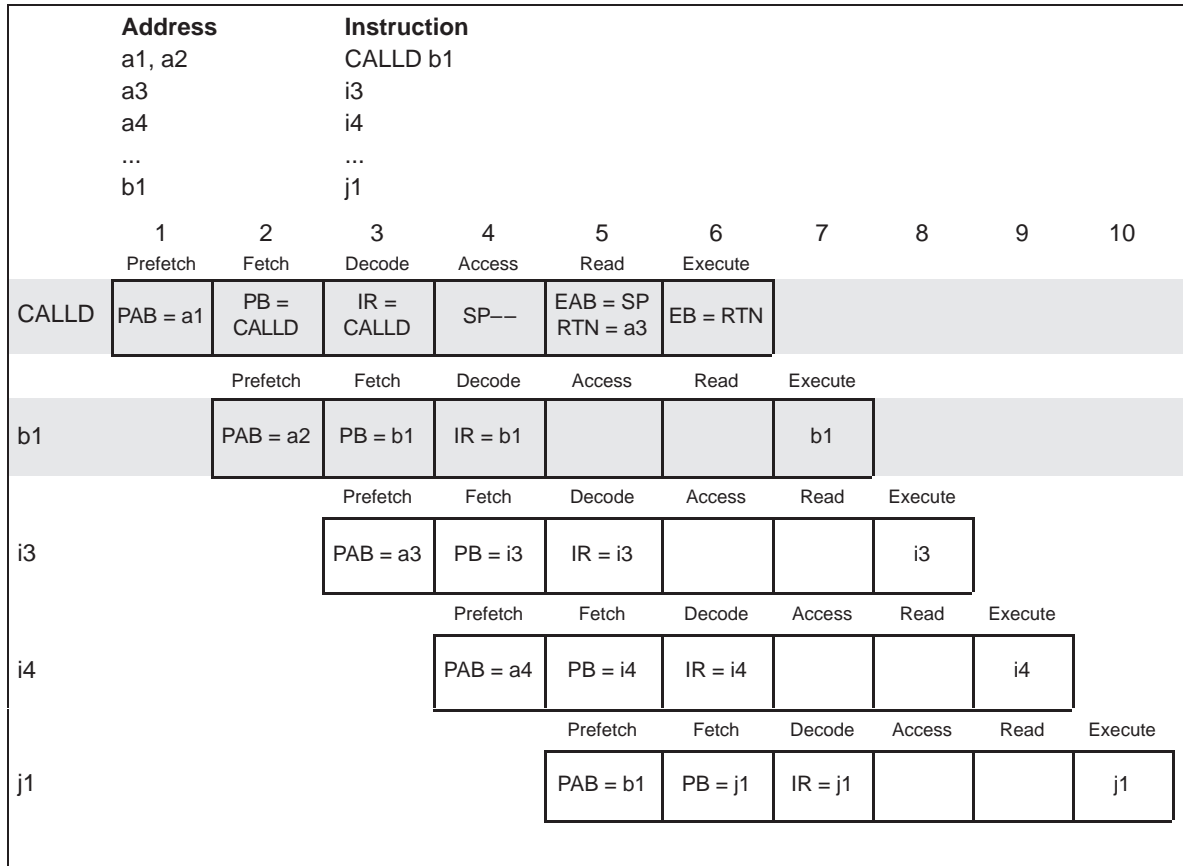 Address Instruction
a1, a2 CALLD b1
a3 i3
a4 i4
... ...
b1 j1
1 2 3 4 5 6 7 8 9 10
Prefetch Fetch Decode Access Read Execute
CALLD PAB = a1 PB = CALLD IR = CALLD SP−− EAB = SP RTN = a3 EB = RTN
Prefetch Fetch Decode Access Read Execute
b1 PAB = a2 PB = b1 IR = b1 b1
Prefetch Fetch Decode Access Read Execute
i3 PAB = a3 PB = i3 IR = i3 i3
Prefetch Fetch Decode Access Read Execute
i4 PAB = a4 PB = i4 IR = i4 i4
Prefetch Fetch Decode Access Read Execute
j1 PAB = b1 PB = j1 IR = j1 j1